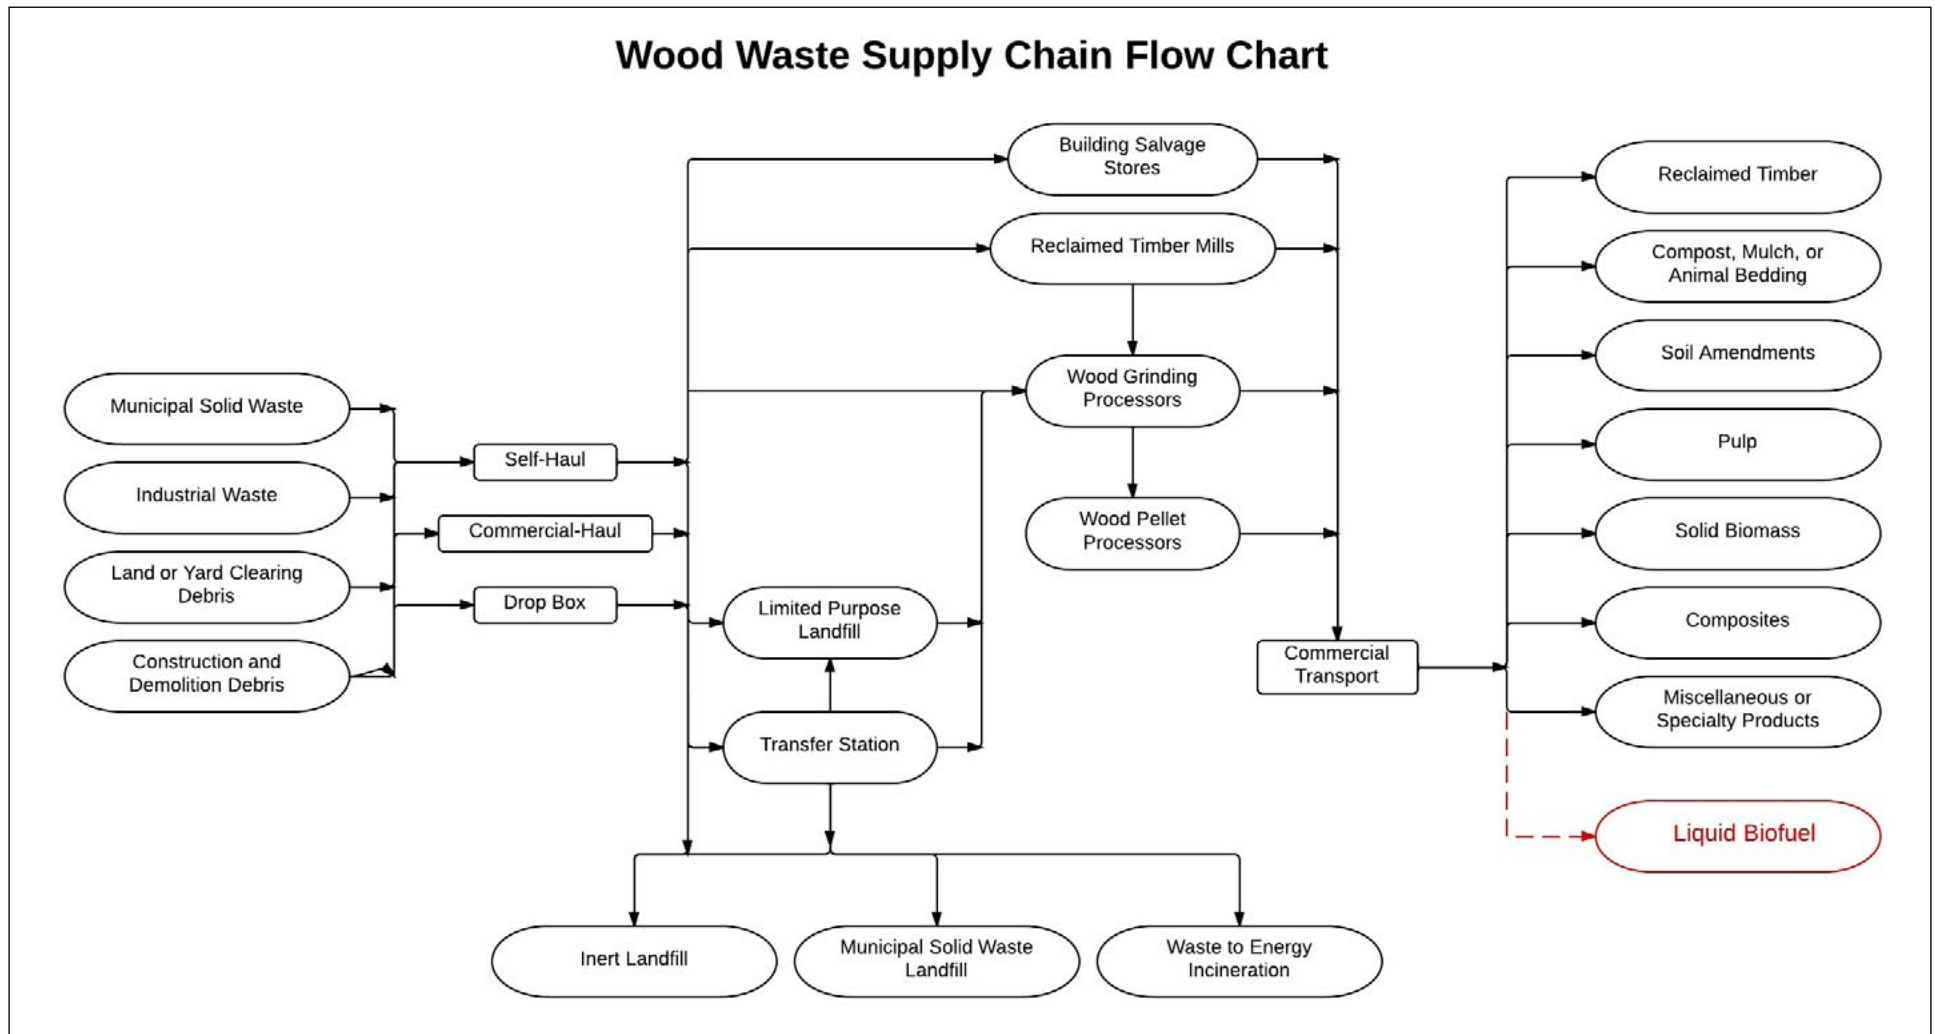 Wood Waste Supply Chain Flow Chart
Municipal Solid Waste
Industrial Waste
Land or Yard Clearing
Debris
Construction and
Demolition Debris
Self-Haul
Commercial-Haul
Drop Box
Building Salvage
Stores
Reclaimed Timber Mills
Wood Grinding
Processors
Wood Pellet
Processors
Limited Purpose
Landfill
Transfer Station
Inert Landfill
Municipal Solid Waste
Landfill
Waste to Energy
Incineration
Commercial
Transport
Reclaimed Timber
Compost, Mulch, or
Animal Bedding
Soil Amendments
Pulp
Solid Biomass
Composites
Miscellaneous or
Specialty Products
Liquid Biofuel